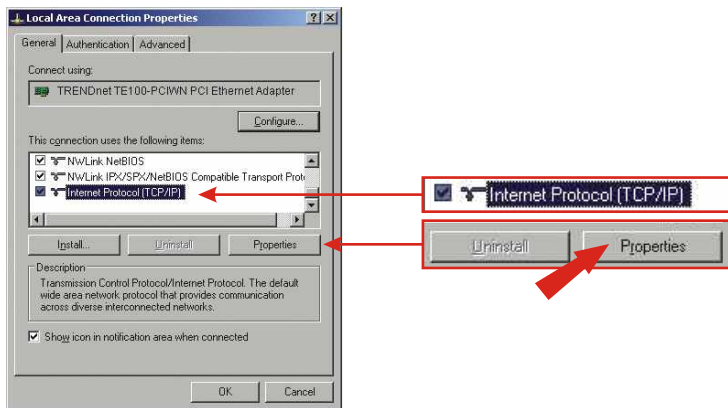 Local Area Connection Properties
General Authentication Advanced
Connect using:
TRENDnet TE100-PCIWN PCI Ethernet Adapter
Configure...
This connection uses the following items:
NWLink NetBIOS
NWLink IPX/SPX/NetBIOS Compatible Transport Prot
Internet Protocol (TCP/IP)
Internet Protocol (TCP/IP)
Install... Uninstall Properties
Uninstall Properties
Description
Transmission Control Protocol/Internet Protocol. The default
wide area network protocol that provides communication
across diverse interconnected networks.
Show icon in notification area when connected
OK Cancel